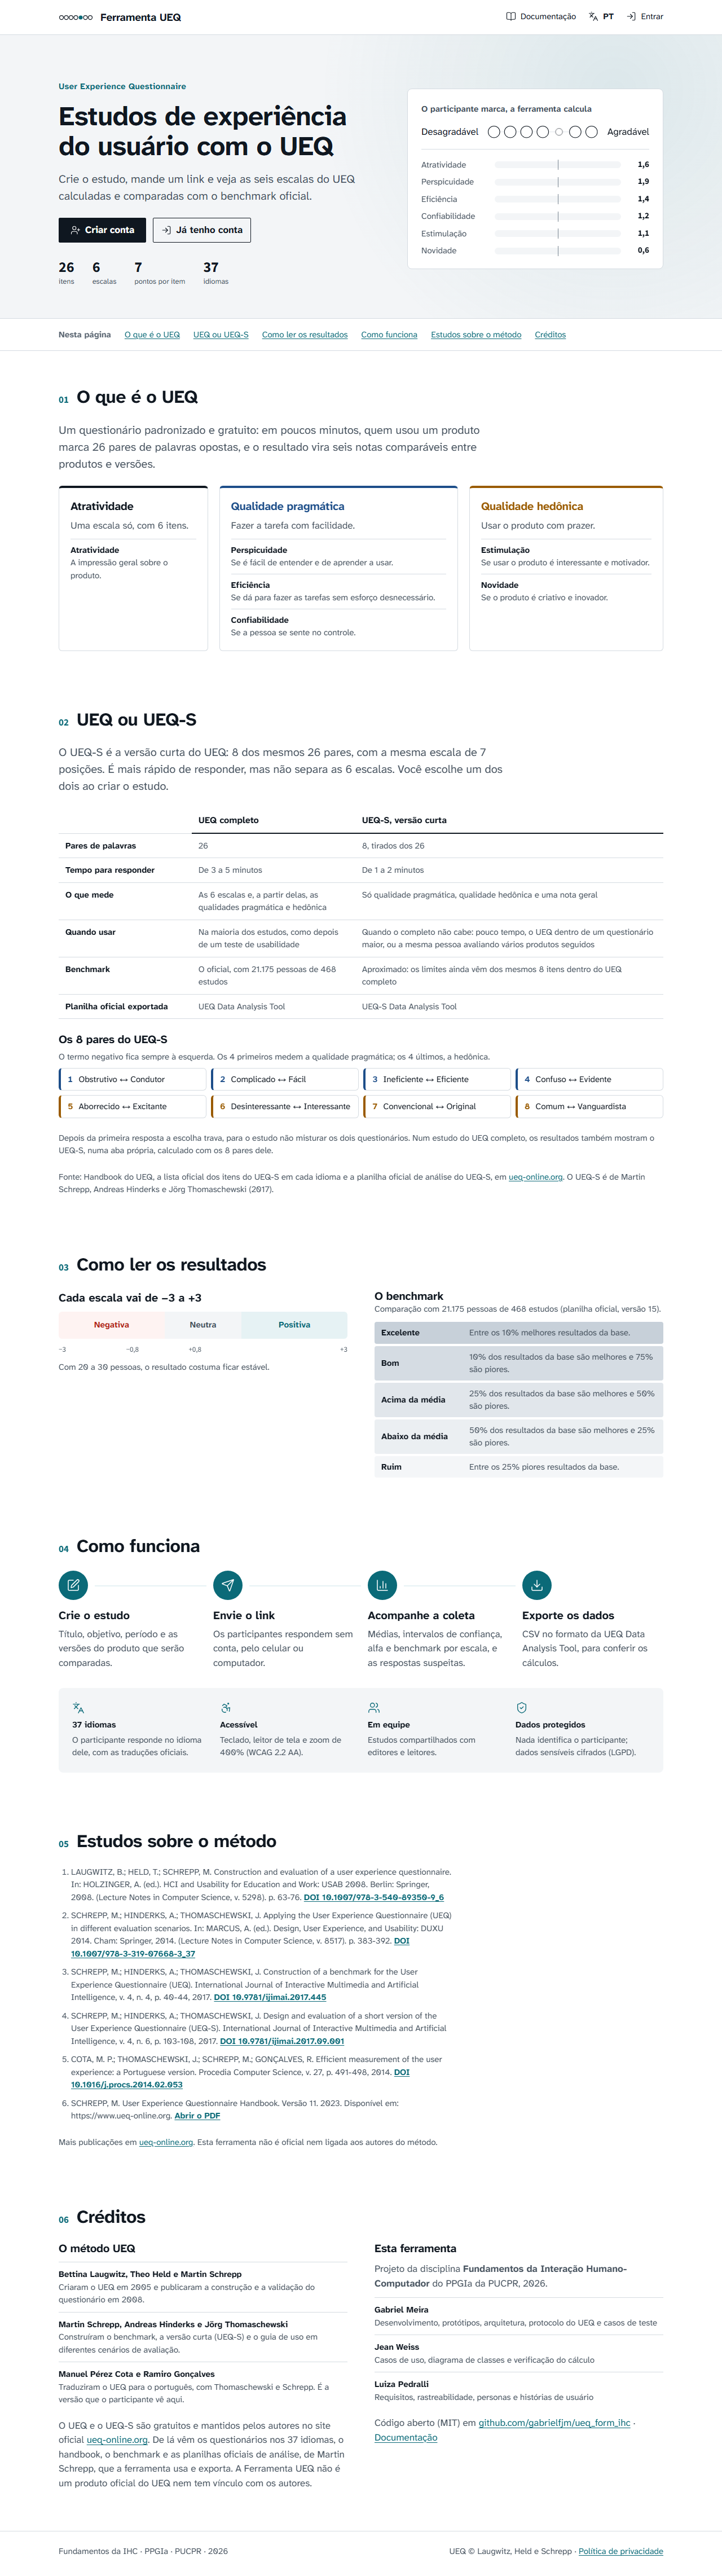 Ferramenta UEQ
Documentação
PT
Entrar
User Experience Questionnaire
Estudos de experiência
do usuário com o UEQ
Crie o estudo, mande um link e veja as seis escalas do UEQ
calculadas e comparadas com o benchmark oficial.
Criar conta
Já tenho conta
26
itens
6
escalas
7
pontos por item
37
idiomas
O participante marca, a ferramenta calcula
Desagradável
Agradável
Atratividade 1,6
Perspicuidade 1,9
Eficiência 1,4
Confiabilidade 1,2
Estimulação 1,1
Novidade 0,6
Nesta página
O que é o UEQ
UEQ ou UEQ-S
Como ler os resultados
Como funciona
Estudos sobre o método
Créditos
01 O que é o UEQ
Um questionário padronizado e gratuito: em poucos minutos, quem usou um produto
marca 26 pares de palavras opostas, e o resultado vira seis notas comparáveis entre
produtos e versões.
Atratividade
Uma escala só, com 6 itens.
Atratividade
A impressão geral sobre o
produto.
Qualidade pragmática
Fazer a tarefa com facilidade.
Perspicuidade
Se é fácil de entender e de aprender a usar.
Eficiência
Se dá para fazer as tarefas sem esforço desnecessário.
Confiabilidade
Se a pessoa se sente no controle.
Qualidade hedônica
Usar o produto com prazer.
Estimulação
Se usar o produto é interessante e motivador.
Novidade
Se o produto é criativo e inovador.
02 UEQ ou UEQ-S
O UEQ-S é a versão curta do UEQ: 8 dos mesmos 26 pares, com a mesma escala de 7
posições. É mais rápido de responder, mas não separa as 6 escalas. Você escolhe um dos
dois ao criar o estudo.
UEQ completo
UEQ-S, versão curta
Pares de palavras
26
8, tirados dos 26
Tempo para responder
De 3 a 5 minutos
De 1 a 2 minutos
O que mede
As 6 escalas e, a partir delas, as
qualidades pragmática e hedônica
Só qualidade pragmática, qualidade hedônica e uma nota geral
Quando usar
Na maioria dos estudos, como depois
de um teste de usabilidade
Quando o completo não cabe: pouco tempo, o UEQ dentro de um questionário
maior, ou a mesma pessoa avaliando vários produtos seguidos
Benchmark
O oficial, com 21.175 pessoas de 468
estudos
Aproximado: os limites ainda vêm dos mesmos 8 itens dentro do UEQ
completo
Planilha oficial exportada
UEQ Data Analysis Tool
UEQ-S Data Analysis Tool
Os 8 pares do UEQ-S
O termo negativo fica sempre à esquerda. Os 4 primeiros medem a qualidade pragmática; os 4 últimos, a hedônica.
1 Obstrutivo ↔ Condutor
2 Complicado ↔ Fácil
3 Ineficiente ↔ Eficiente
4 Confuso ↔ Evidente
5 Aborrecido ↔ Excitante
6 Desinteressante ↔ Interessante
7 Convencional ↔ Original
8 Comum ↔ Vanguardista
Depois da primeira resposta a escolha trava, para o estudo não misturar os dois questionários. Num estudo do UEQ completo, os resultados também mostram o
UEQ-S, numa aba própria, calculado com os 8 pares dele.
Fonte: Handbook do UEQ, a lista oficial dos itens do UEQ-S em cada idioma e a planilha oficial de análise do UEQ-S, em ueq-online.org. O UEQ-S é de Martin
Schrepp, Andreas Hinderks e Jörg Thomaschewski (2017).
03 Como ler os resultados
Cada escala vai de −3 a +3
Negativa
Neutra
Positiva
−3
−0,8
+0,8
+3
Com 20 a 30 pessoas, o resultado costuma ficar estável.
O benchmark
Comparação com 21.175 pessoas de 468 estudos (planilha oficial, versão 15).
Excelente
Entre os 10% melhores resultados da base.
Bom
10% dos resultados da base são melhores e 75%
são piores.
Acima da média
25% dos resultados da base são melhores e 50%
são piores.
Abaixo da média
50% dos resultados da base são melhores e 25%
são piores.
Ruim
Entre os 25% piores resultados da base.
04 Como funciona
Crie o estudo
Título, objetivo, período e as
versões do produto que serão
comparadas.
Envie o link
Os participantes respondem sem
conta, pelo celular ou
computador.
Acompanhe a coleta
Médias, intervalos de confiança,
alfa e benchmark por escala, e
as respostas suspeitas.
Exporte os dados
CSV no formato da UEQ Data
Analysis Tool, para conferir os
cálculos.
37 idiomas
O participante responde no idioma
dele, com as traduções oficiais.
Acessível
Teclado, leitor de tela e zoom de
400% (WCAG 2.2 AA).
Em equipe
Estudos compartilhados com
editores e leitores.
Dados protegidos
Nada identifica o participante;
dados sensíveis cifrados (LGPD).
05 Estudos sobre o método
1. LAUGWITZ, B.; HELD, T.; SCHREPP, M. Construction and evaluation of a user experience questionnaire.
In: HOLZINGER, A. (ed.). HCI and Usability for Education and Work: USAB 2008. Berlin: Springer,
2008. (Lecture Notes in Computer Science, v. 5298). p. 63-76. DOI 10.1007/978-3-540-89350-9_6
2. SCHREPP, M.; HINDERKS, A.; THOMASCHEWSKI, J. Applying the User Experience Questionnaire (UEQ)
in different evaluation scenarios. In: MARCUS, A. (ed.). Design, User Experience, and Usability: DUXU
2014. Cham: Springer, 2014. (Lecture Notes in Computer Science, v. 8517). p. 383-392. DOI
10.1007/978-3-319-07668-3_37
3. SCHREPP, M.; HINDERKS, A.; THOMASCHEWSKI, J. Construction of a benchmark for the User
Experience Questionnaire (UEQ). International Journal of Interactive Multimedia and Artificial
Intelligence, v. 4, n. 4, p. 40-44, 2017. DOI 10.9781/ijimai.2017.445
4. SCHREPP, M.; HINDERKS, A.; THOMASCHEWSKI, J. Design and evaluation of a short version of the
User Experience Questionnaire (UEQ-S). International Journal of Interactive Multimedia and Artificial
Intelligence, v. 4, n. 6, p. 103-108, 2017. DOI 10.9781/ijimai.2017.09.001
5. COTA, M. P.; THOMASCHEWSKI, J.; SCHREPP, M.; GONÇALVES, R. Efficient measurement of the user
experience: a Portuguese version. Procedia Computer Science, v. 27, p. 491-498, 2014. DOI
10.1016/j.procs.2014.02.053
6. SCHREPP, M. User Experience Questionnaire Handbook. Versão 11. 2023. Disponível em:
https://www.ueq-online.org. Abrir o PDF
Mais publicações em ueq-online.org. Esta ferramenta não é oficial nem ligada aos autores do método.
06 Créditos
O método UEQ
Bettina Laugwitz, Theo Held e Martin Schrepp
Criaram o UEQ em 2005 e publicaram a construção e a validação do
questionário em 2008.
Martin Schrepp, Andreas Hinderks e Jörg Thomaschewski
Construíram o benchmark, a versão curta (UEQ-S) e o guia de uso em
diferentes cenários de avaliação.
Manuel Pérez Cota e Ramiro Gonçalves
Traduziram o UEQ para o português, com Thomaschewski e Schrepp. É a
versão que o participante vê aqui.
O UEQ e o UEQ-S são gratuitos e mantidos pelos autores no site
oficial ueq-online.org. De lá vêm os questionários nos 37 idiomas, o
handbook, o benchmark e as planilhas oficiais de análise, de Martin
Schrepp, que a ferramenta usa e exporta. A Ferramenta UEQ não é
um produto oficial do UEQ nem tem vínculo com os autores.
Esta ferramenta
Projeto da disciplina Fundamentos da Interação Humano-
Computador do PPGIa da PUCPR, 2026.
Gabriel Meira
Desenvolvimento, protótipos, arquitetura, protocolo do UEQ e casos de teste
Jean Weiss
Casos de uso, diagrama de classes e verificação do cálculo
Luiza Pedralli
Requisitos, rastreabilidade, personas e histórias de usuário
Código aberto (MIT) em github.com/gabrielfjm/ueq_form_ihc ·
Documentação
Fundamentos da IHC · PPGIa · PUCPR · 2026
UEQ © Laugwitz, Held e Schrepp · Política de privacidade